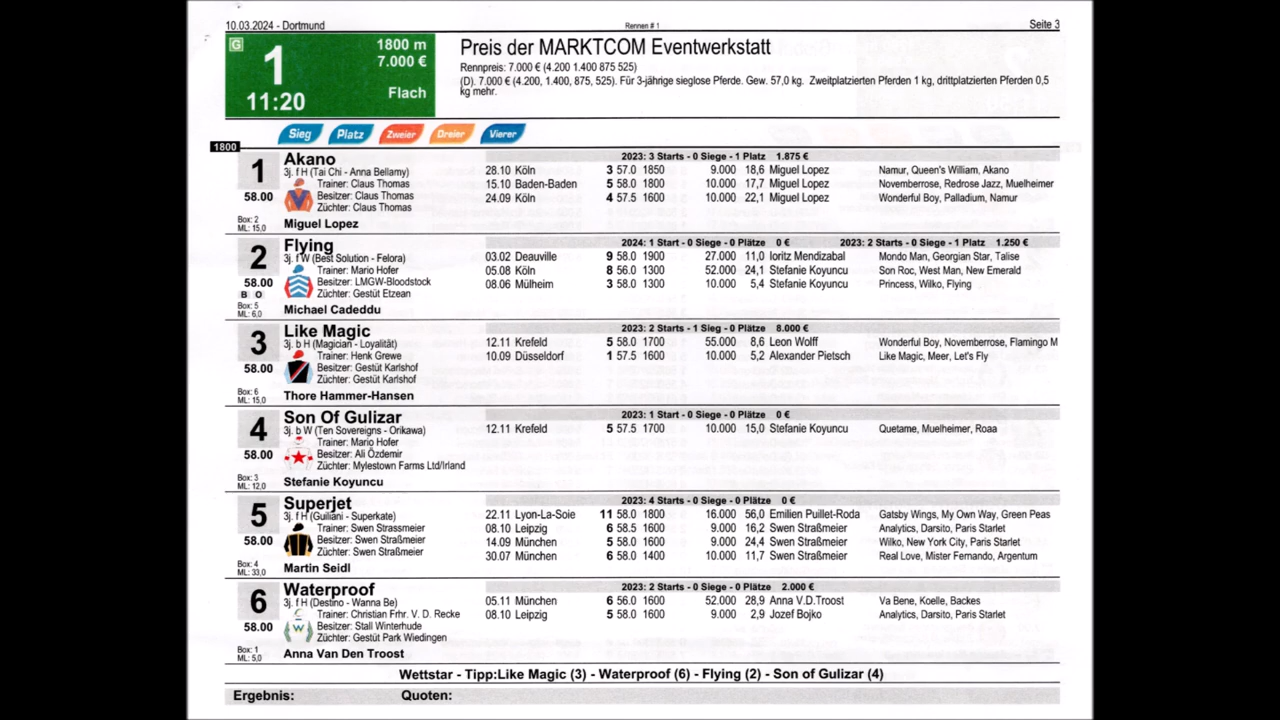 10.03.2024 - Dortmund Rennen # 1 Seite 3
G 1 1800 m
7.000 €
11:20 Flach
Preis der MARKTCOM Eventwerkstatt
Rennpreis: 7.000 € (4.200 1.400 875 525)
(D). 7.000 € (4.200, 1.400, 875, 525). Für 3-jährige sieglose Pferde. Gew. 57,0 kg. Zweitplatzierten Pferden 1 kg, drittplatzierten Pferden 0,5
kg mehr.
Sieg Platz Zweier Dreier Vierer
1800
1 Akano 2023: 3 Starts - 0 Siege - 1 Platz 1.875 €
3j. f H (Tai Chi - Anna Bellamy) 28.10 Köln 3 57.0 1850 9.000 18,6 Miguel Lopez Namur, Queen's William, Akano
Trainer: Claus Thomas 15.10 Baden-Baden 5 58.0 1800 10.000 17,7 Miguel Lopez Novemberrose, Redrose Jazz, Muelheimer
58.00 Besitzer: Claus Thomas 24.09 Köln 4 57.5 1600 10.000 22,1 Miguel Lopez Wonderful Boy, Palladium, Namur
Züchter: Claus Thomas
Box: 2
ML: 15,0 Miguel Lopez
2 Flying 2024: 1 Start - 0 Siege - 0 Plätze 0 € 2023: 2 Starts - 0 Siege - 1 Platz 1.250 €
3j. f W (Best Solution - Felora) 03.02 Deauville 9 58.0 1900 27.000 11,0 Ioritz Mendizabal Mondo Man, Georgian Star, Talise
Trainer: Mario Hofer 05.08 Köln 8 56.0 1300 52.000 24,1 Stefanie Koyuncu Son Roc, West Man, New Emerald
58.00 Besitzer: LMGW-Bloodstock 08.06 Mülheim 3 58.0 1300 10.000 5,4 Stefanie Koyuncu Princess, Wilko, Flying
B O Züchter: Gestüt Etzean
Box: 5
ML: 6,0 Michael Cadeddu
3 Like Magic 2023: 2 Starts - 1 Sieg - 0 Plätze 8.000 €
3j. b H (Magician - Loyalität) 12.11 Krefeld 5 58.0 1700 55.000 8,6 Leon Wolff Wonderful Boy, Novemberrose, Flamingo M
Trainer: Henk Grewe 10.09 Düsseldorf 1 57.5 1600 10.000 5,2 Alexander Pietsch Like Magic, Meer, Let's Fly
58.00 Besitzer: Gestüt Karlshof
Züchter: Gestüt Karlshof
Box: 6
ML: 15,0 Thore Hammer-Hansen
4 Son Of Gulizar 2023: 1 Start - 0 Siege - 0 Plätze 0 €
3j. b W (Ten Sovereigns - Orikawa) 12.11 Krefeld 5 57.5 1700 10.000 15,0 Stefanie Koyuncu Quetame, Muelheimer, Roaa
Trainer: Mario Hofer
58.00 Besitzer: Ali Özdemir
Züchter: Mylestown Farms Ltd/Irland
Box: 3
ML: 12,0 Stefanie Koyuncu
5 Superjet 2023: 4 Starts - 0 Siege - 0 Plätze 0 €
3j. f H (Guiliani - Superkate) 22.11 Lyon-La-Soie 11 58.0 1800 16.000 56,0 Emilien Puillet-Roda Gatsby Wings, My Own Way, Green Peas
Trainer: Swen Strassmeier 08.10 Leipzig 6 58.5 1600 9.000 16,2 Swen Straßmeier Analytics, Darsito, Paris Starlet
58.00 Besitzer: Swen Straßmeier 14.09 München 5 58.0 1600 9.000 24,4 Swen Straßmeier Wilko, New York City, Paris Starlet
Züchter: Swen Straßmeier 30.07 München 6 58.0 1400 10.000 11,7 Swen Straßmeier Real Love, Mister Fernando, Argentum
Box: 4
ML: 33,0 Martin Seidl
6 Waterproof 2023: 2 Starts - 0 Siege - 0 Plätze 2.000 €
3j. f H (Destino - Wanna Be) 05.11 München 6 56.0 1600 52.000 28,9 Anna V.D.Troost Va Bene, Koelle, Backes
Trainer: Christian Frhr. V. D. Recke 08.10 Leipzig 5 58.0 1600 9.000 2,9 Jozef Bojko Analytics, Darsito, Paris Starlet
58.00 W Besitzer: Stall Winterhude
Züchter: Gestüt Park Wiedingen
Box: 1
ML: 5,0 Anna Van Den Troost
Wettstar - Tipp:Like Magic (3) - Waterproof (6) - Flying (2) - Son of Gulizar (4)
Ergebnis: Quoten: